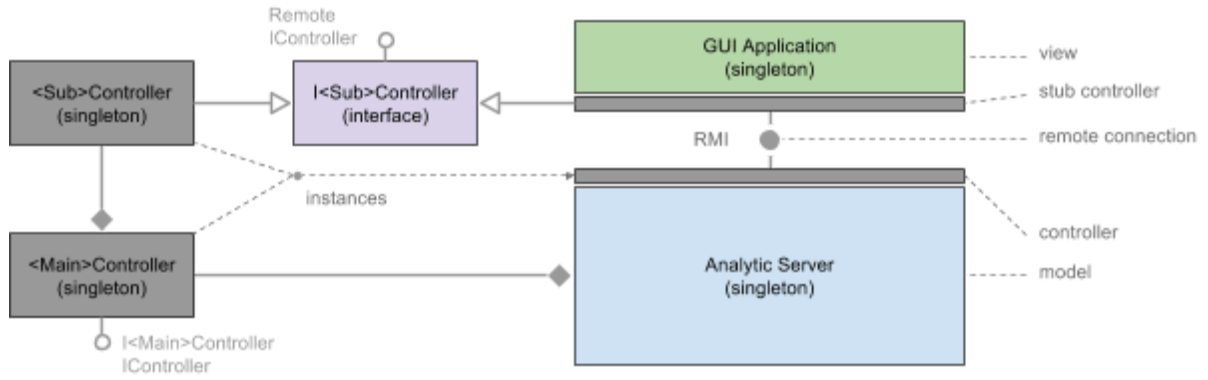 Remote
IController
<Sub>Controller
(singleton)
I<Sub>Controller
(interface)
GUI Application
(singleton)
view
stub controller
RMI
remote connection
instances
<Main>Controller
(singleton)
Analytic Server
(singleton)
controller
model
I<Main>Controller
IController